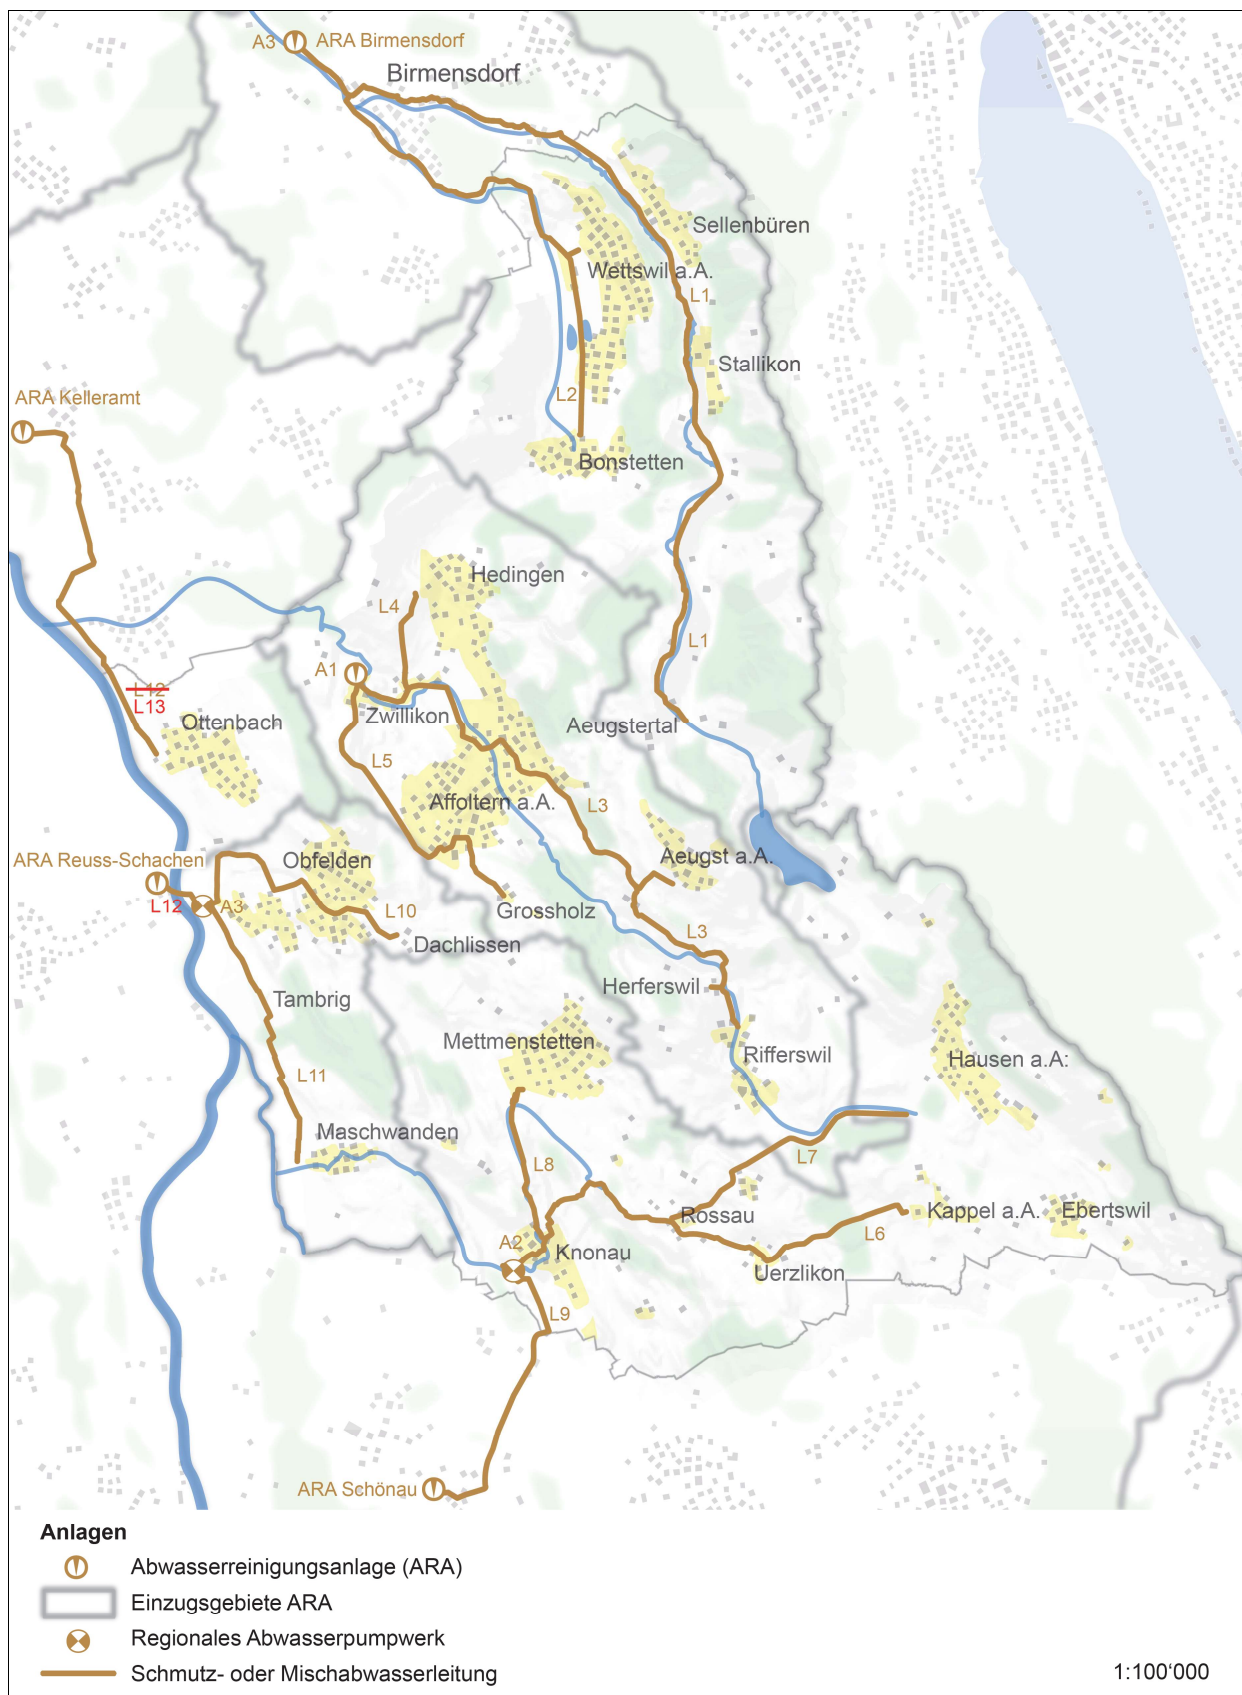 A3
ARA Birmensdorf
Birmensdorf
Sellenbüren
Wettswil a.A.
L1
Stallikon
L2
ARA Kelleramt
Bonstetten
Hedingen
L4
L1
A1
L12
L13
Zwillikon
Ottenbach
Aeugstertal
L5
Affoltern a.A.
L3
ARA Reuss-Schachen
Obfelden
Aeugst a.A.
L12
A3
L10
Grossholz
Dachlissen
L3
Herferswil
Tambrig
Mettmenstetten
Rifferswil
Hausen a.A:
L11
Maschwanden
L8
L7
Rossau
Kappel a.A.
Ebertswil
A2
Knonau
L6
Uerzlikon
L9
ARA Schönau
Anlagen
Abwasserreinigungsanlage (ARA)
Einzugsgebiete ARA
Regionales Abwasserpumpwerk
Schmutz- oder Mischabwasserleitung
1:100‘000